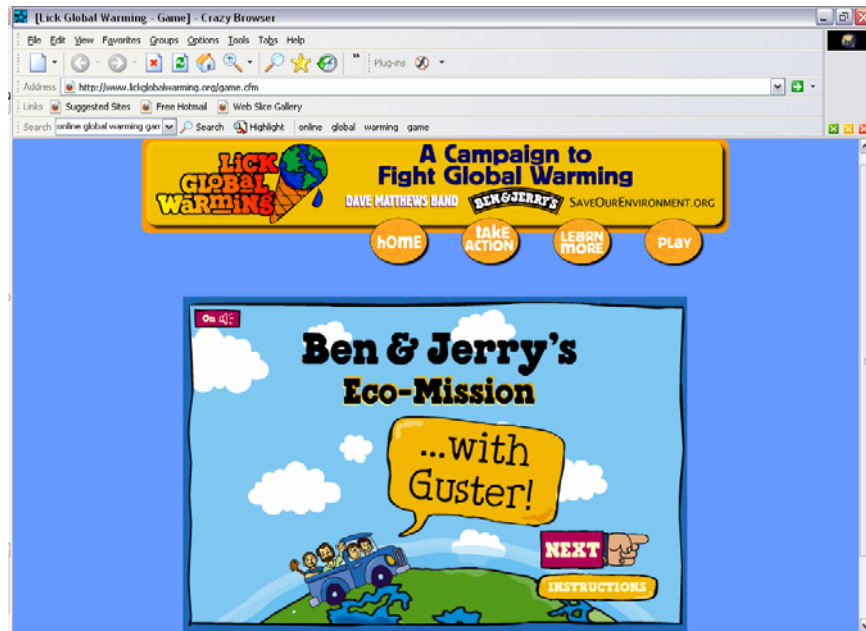 [Lick Global Warming - Game] - Crazy Browser
File Edit View Favorites Groups Options Tools Tabs Help
Plug-ins
Address http://www.lickglobalwarming.org/game.cfm
Links Suggested Sites Free Hotmail Web Slice Gallery
Search online global warming gam Search Highlight online global warming game
LiCK
GLOBAL
WARMING
A Campaign to
Fight Global Warming
DAVE MATTHEWS BAND BEN & JERRY'S SAVEOURENVIRONMENT.ORG
hOME
tAkE
ACTION
LEARN
MORE
PLAY
On
Ben & Jerry's
Eco-Mission
...with
Guster!
NEXT
INSTRUCTIONS